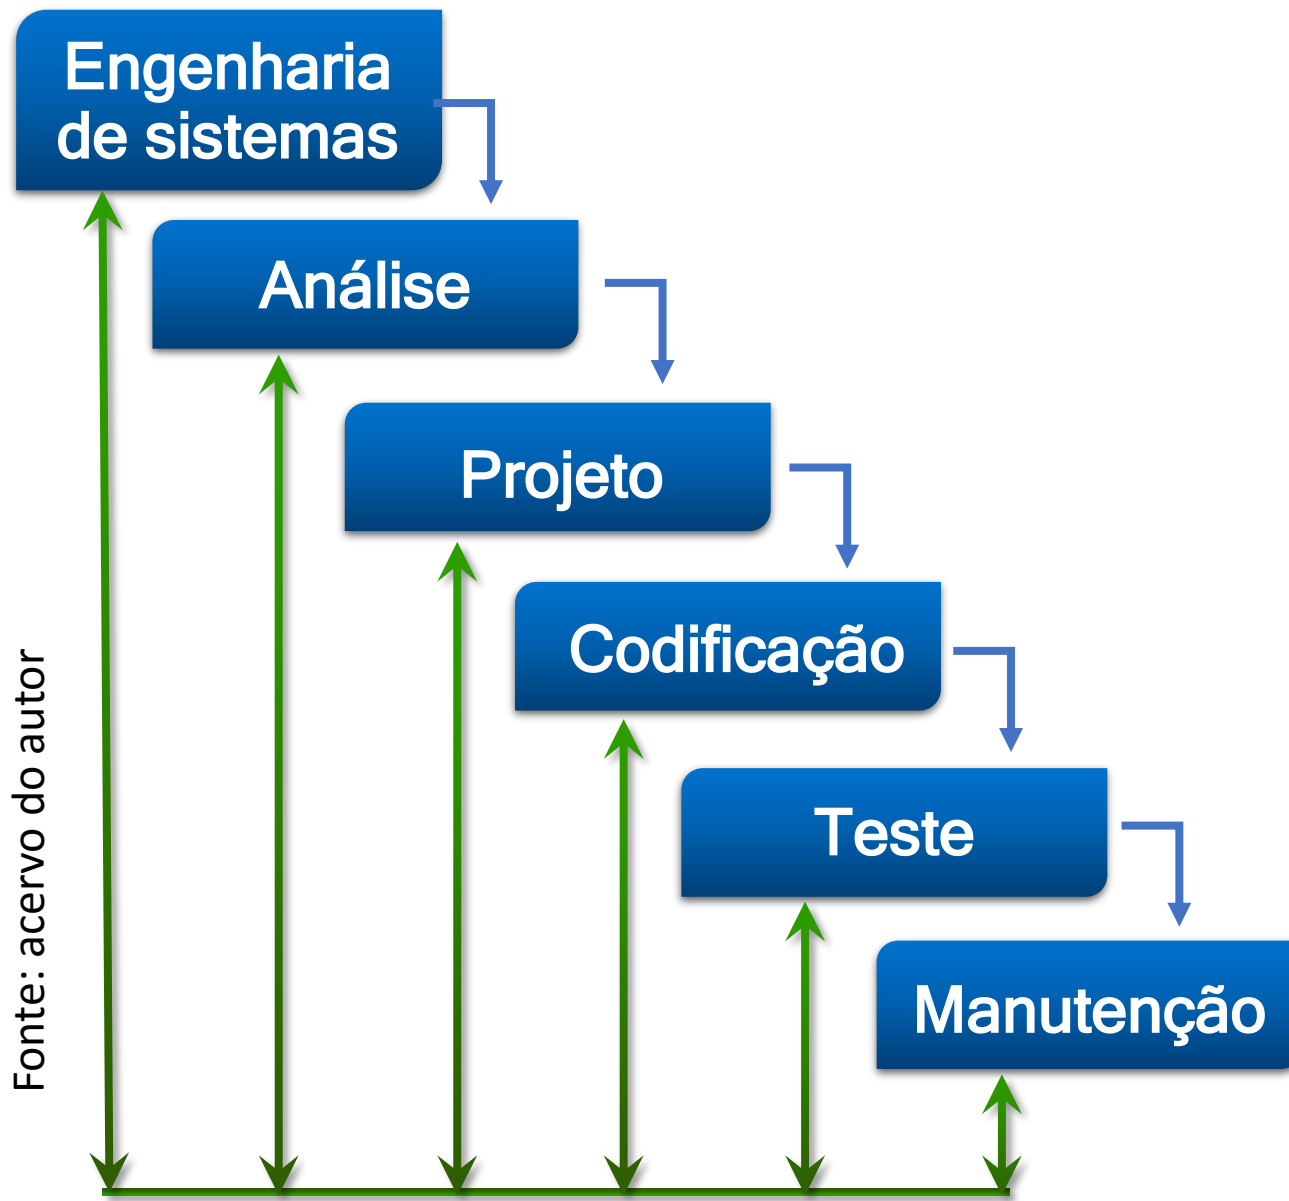 Engenharia
de sistemas
Análise
Projeto
Codificação
Teste
Manutenção
Fonte: acervo do autor